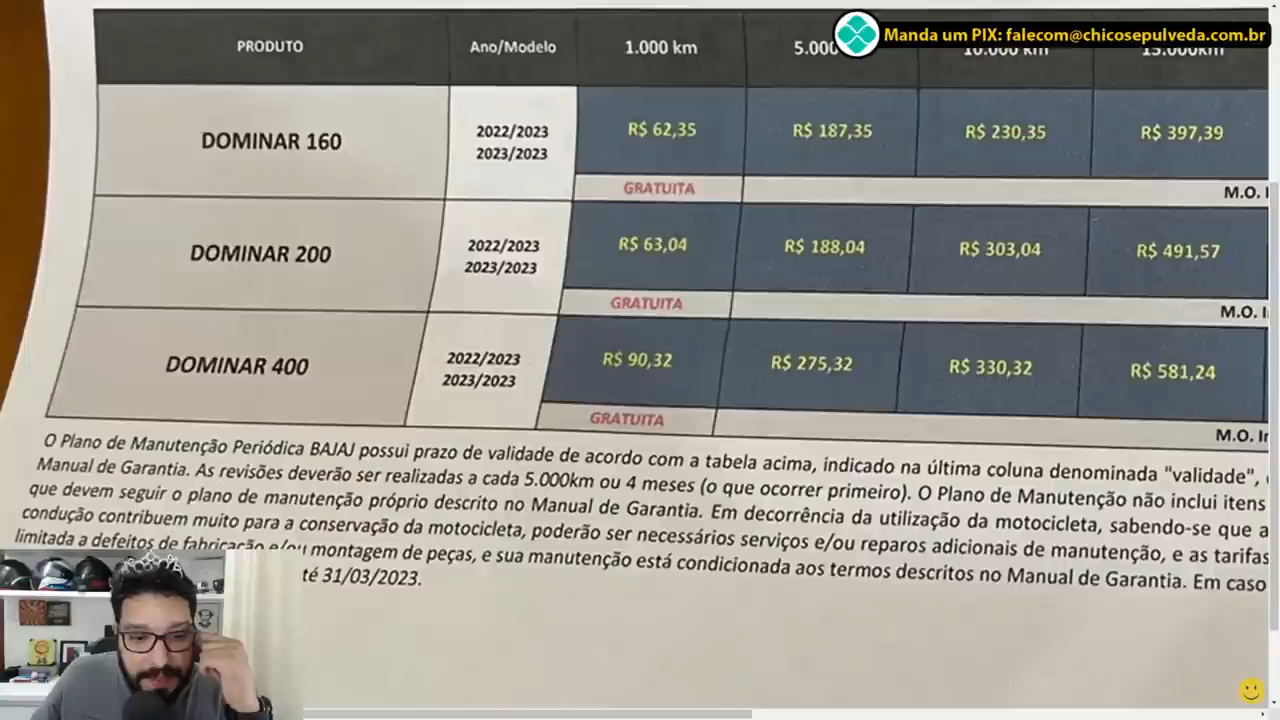 Manda um PIX: falecom@chicosepulveda.com.br
PRODUTO Ano/Modelo 1.000 km 5.000 10.000 km 15.000km
DOMINAR 160 2022/2023 R$ 62,35 R$ 187,35 R$ 230,35 R$ 397,39
2023/2023
GRATUITA M.O.
DOMINAR 200 2022/2023 R$ 63,04 R$ 188,04 R$ 303,04 R$ 491,57
2023/2023
GRATUITA M.O.
DOMINAR 400 2022/2023 R$ 90,32 R$ 275,32 R$ 330,32 R$ 581,24
2023/2023
GRATUITA M.O.
O Plano de Manutenção Periódica BAJAJ possui prazo de validade de acordo com a tabela acima, indicado na última coluna denominada "validade",
Manual de Garantia. As revisões deverão ser realizadas a cada 5.000km ou 4 meses (o que ocorrer primeiro). O Plano de Manutenção não inclui itens
que devem seguir o plano de manutenção próprio descrito no Manual de Garantia. Em decorrência da utilização da motocicleta, sabendo-se que a
condução contribuem muito para a conservação da motocicleta, poderão ser necessários serviços e/ou reparos adicionais de manutenção, e as tarifas
limitada a defeitos de fabricação e/ou montagem de peças, e sua manutenção está condicionada aos termos descritos no Manual de Garantia. Em caso
té 31/03/2023.